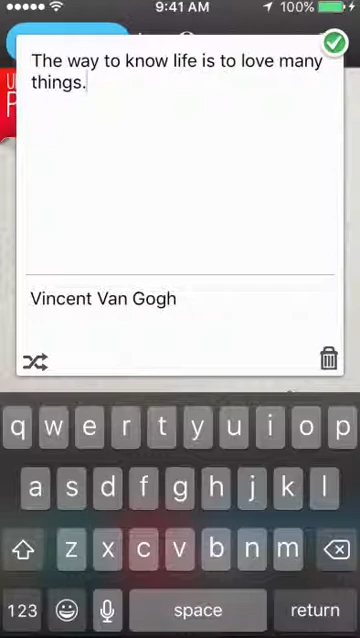 9:41 AM
100%
The way to know life is to love many
things.
Vincent Van Gogh
q w e r t y u i o p
a s d f g h j k l
z x c v b n m
123 space return